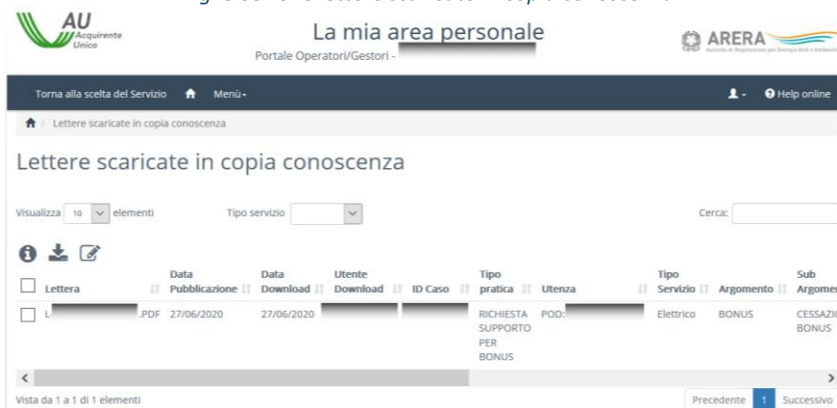 AU
Acquirente
Unico
La mia area personale
Portale Operatori/Gestori -
ARERA
Torna alla scelta del Servizio Menù
Help online
/ Lettere scaricate in copia conoscenza
Lettere scaricate in copia conoscenza
Visualizza 10 elementi Tipo servizio Cerca:
Lettera Data Pubblicazione Data Download Utente Download ID Caso Tipo pratica Utenza Tipo Servizio Argomento Sub
L- .PDF 27/06/2020 27/06/2020 RICHIESTA SUPPORTO PER BONUS POD: Elettrico BONUS BONUS
Vista da 1 a 1 di 1 elementi Precedente 1 Successivo